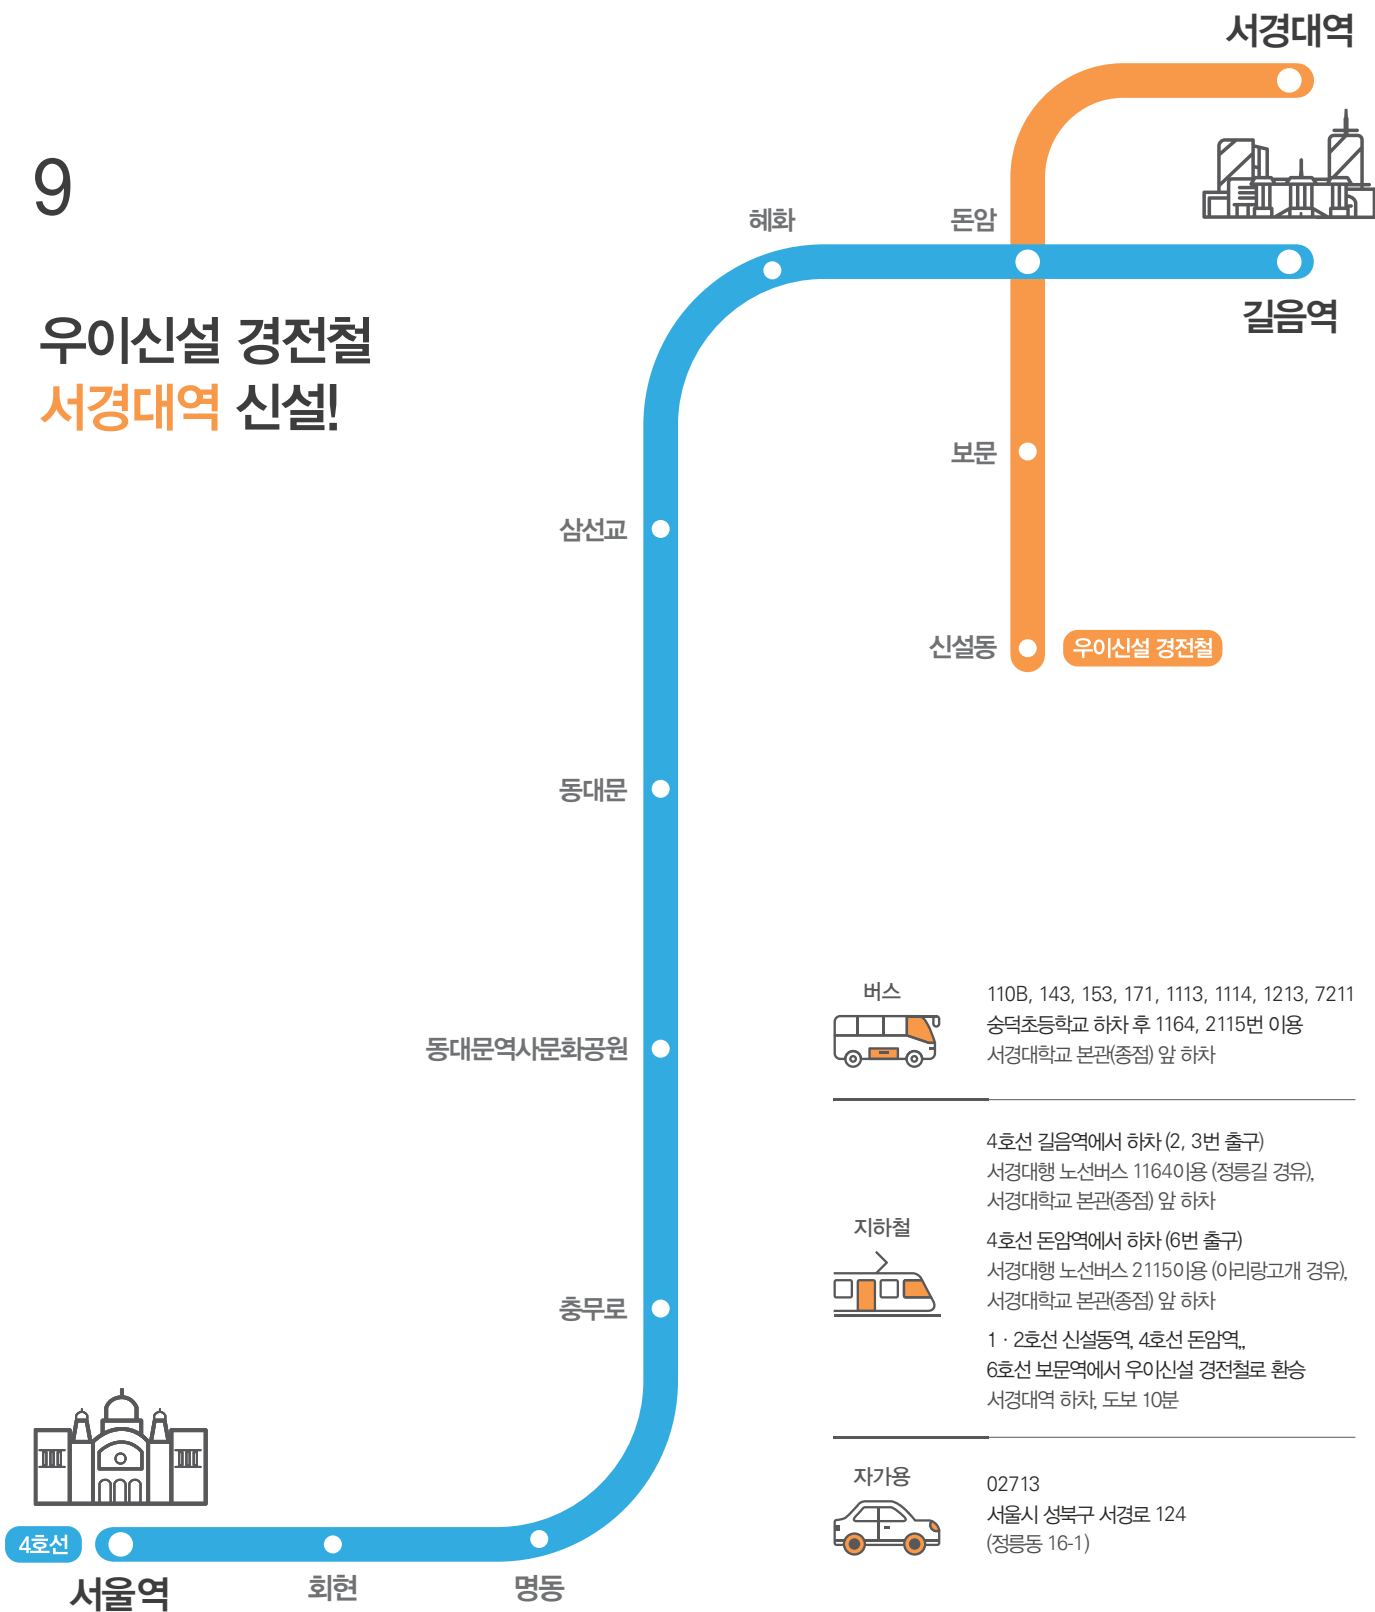 서경대역
9
혜화
돈암
길음역
우이신설 경전철
서경대역 신설!
보문
삼선교
신설동
우이신설 경전철
동대문
동대문역사문화공원
충무로
4호선
서울역
회현
명동
버스
110B, 143, 153, 171, 1113, 1114, 1213, 7211
숭덕초등학교 하차 후 1164, 2115번 이용
서경대학교 본관(종점) 앞 하차
지하철
4호선 길음역에서 하차 (2, 3번 출구)
서경대행 노선버스 1164이용 (정릉길 경유),
서경대학교 본관(종점) 앞 하차
4호선 돈암역에서 하차 (6번 출구)
서경대행 노선버스 2115이용 (아리랑고개 경유),
서경대학교 본관(종점) 앞 하차
1 · 2호선 신설동역, 4호선 돈암역,,
6호선 보문역에서 우이신설 경전철로 환승
서경대역 하차, 도보 10분
자가용
02713
서울시 성북구 서경로 124
(정릉동 16-1)